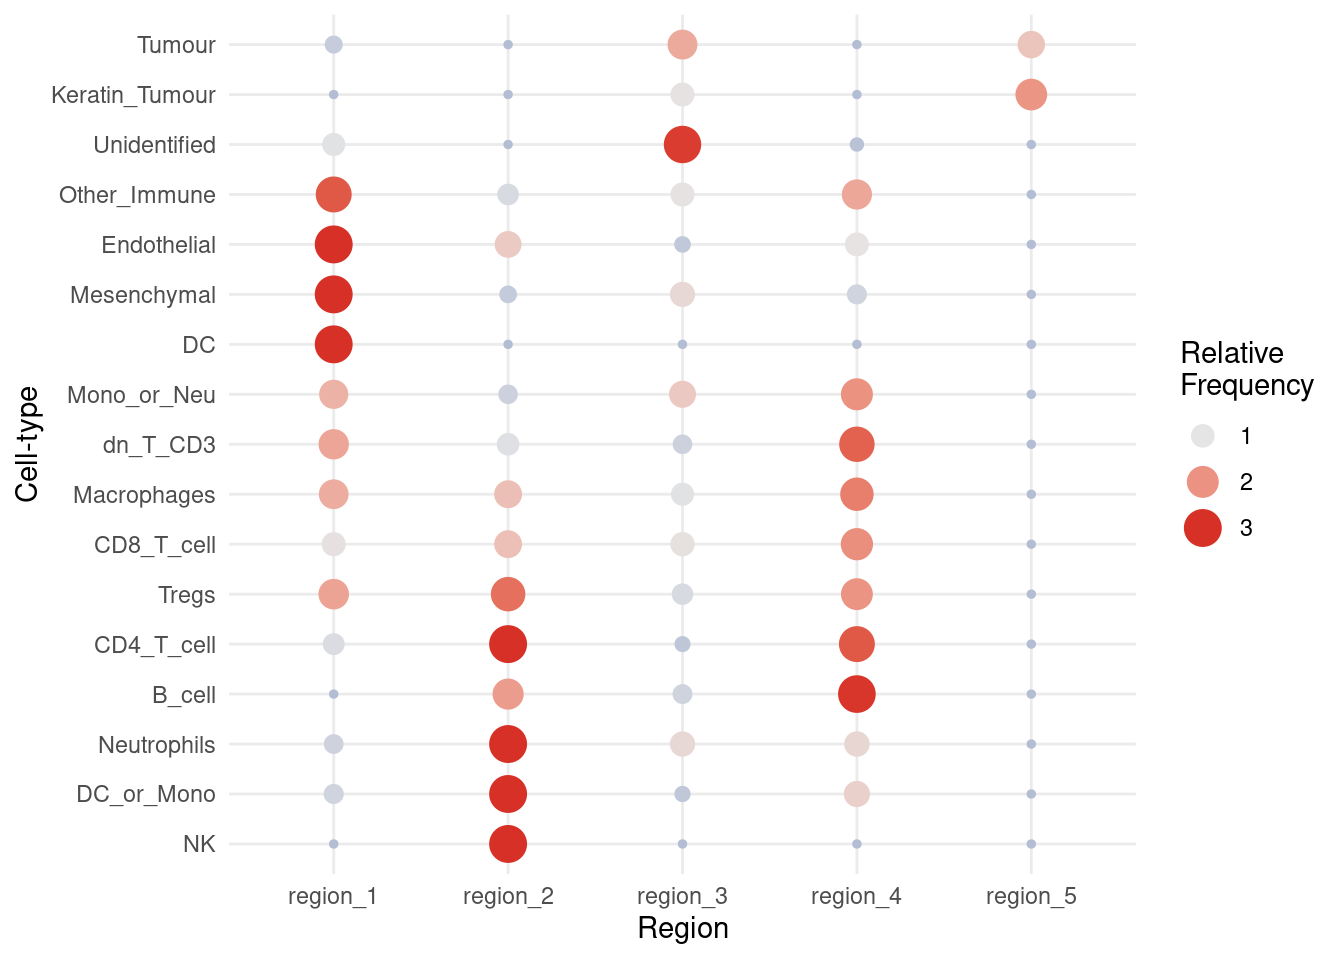 Tumour
Keratin_Tumour
Unidentified
Other_Immune
Endothelial
Mesenchymal
DC
Mono_or_Neu
dn_T_CD3
Macrophages
CD8_T_cell
Tregs
CD4_T_cell
B_cell
Neutrophils
DC_or_Mono
NK
Cell-type
region_1 region_2 region_3 region_4 region_5
Region
Relative
Frequency
1
2
3